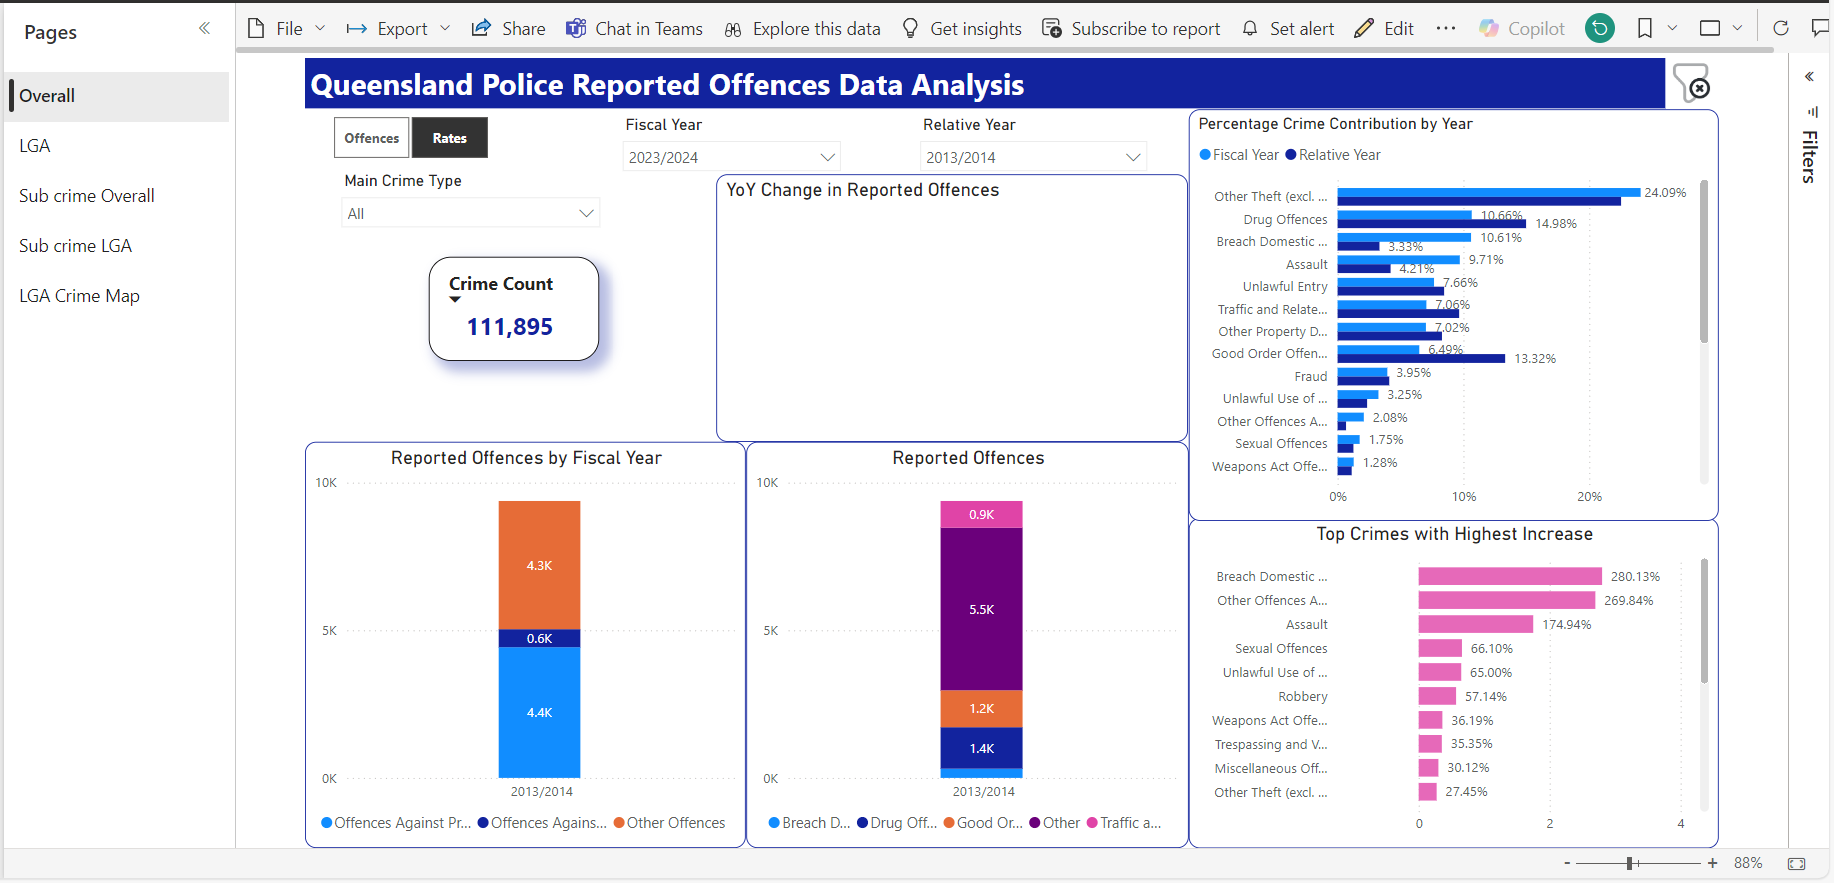 Pages
File
Export
Share
Chat in Teams
Explore this data
Get insights
Subscribe to report
Set alert
Edit
Copilot
Overall
LGA
Sub crime Overall
Sub crime LGA
LGA Crime Map
Queensland Police Reported Offences Data Analysis
Filters
Offences
Rates
Fiscal Year
2023/2024
Relative Year
2013/2014
Main Crime Type
All
Crime Count
111,895
YoY Change in Reported Offences
Percentage Crime Contribution by Year
Fiscal Year Relative Year
Other Theft (excl. ... 24.09%
Drug Offences 10.66% 14.98%
Breach Domestic ... 10.61% 3.33%
Assault 9.71% 4.21%
Unlawful Entry 7.66%
Traffic and Relate... 7.06%
Other Property D... 7.02%
Good Order Offen... 6.49% 13.32%
Fraud 3.95%
Unlawful Use of ... 3.25%
Other Offences A... 2.08%
Sexual Offences 1.75%
Weapons Act Offe... 1.28%
0% 10% 20%
Reported Offences by Fiscal Year
10K
5K
0K
4.3K
0.6K
4.4K
2013/2014
Offences Against Pr... Offences Agains... Other Offences
Reported Offences
10K
5K
0K
0.9K
5.5K
1.2K
1.4K
2013/2014
Breach D... Drug Off... Good Or... Other Traffic a...
Top Crimes with Highest Increase
Breach Domestic ... 280.13%
Other Offences A... 269.84%
Assault 174.94%
Sexual Offences 66.10%
Unlawful Use of ... 65.00%
Robbery 57.14%
Weapons Act Offe... 36.19%
Trespassing and V... 35.35%
Miscellaneous Off... 30.12%
Other Theft (excl. ... 27.45%
0 2 4
- + 88%